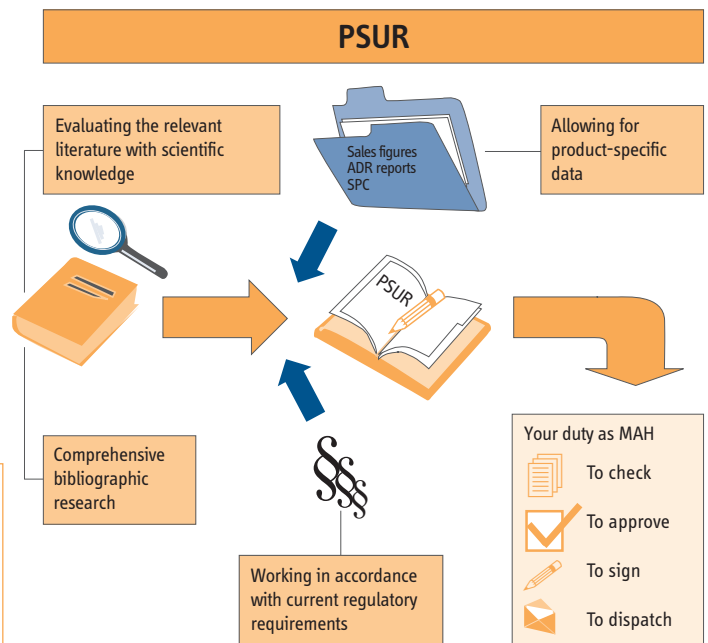 PSUR
Evaluating the relevant
literature with scientific
knowledge
Sales figures
ADR reports
SPC
Allowing for
product-specific
data
PSUR
Comprehensive
bibliographic
research
§§§
Working in accordance
with current regulatory
requirements
Your duty as MAH
To check
To approve
To sign
To dispatch